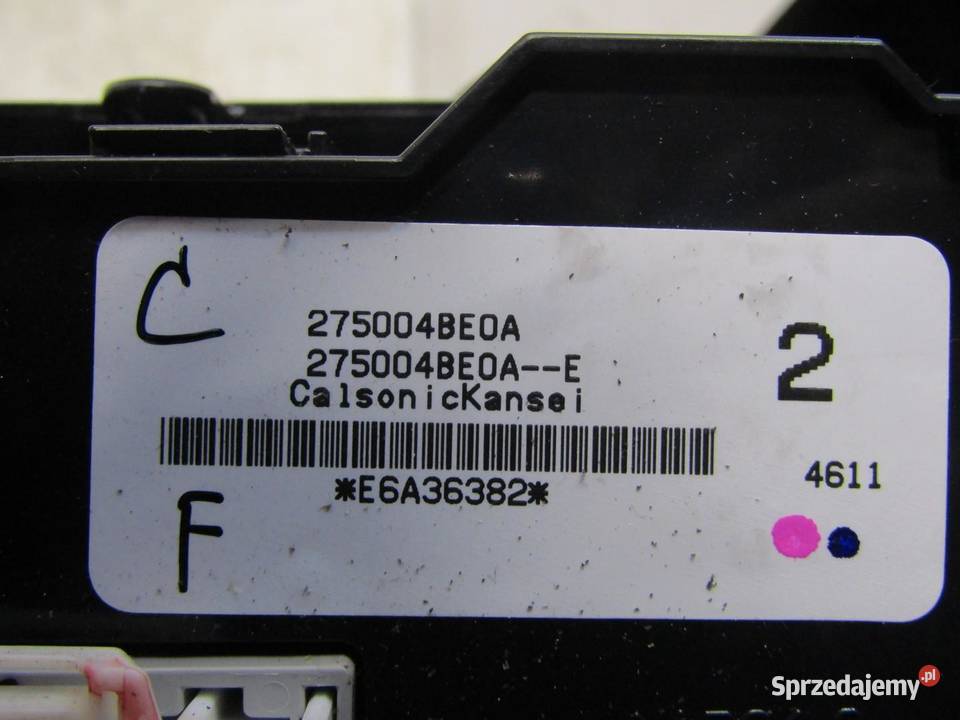 C
275004BE0A
275004BE0A--E
CalsonicKansei
2
*E6A36382*
4611
F
Sprzedajemy.pl